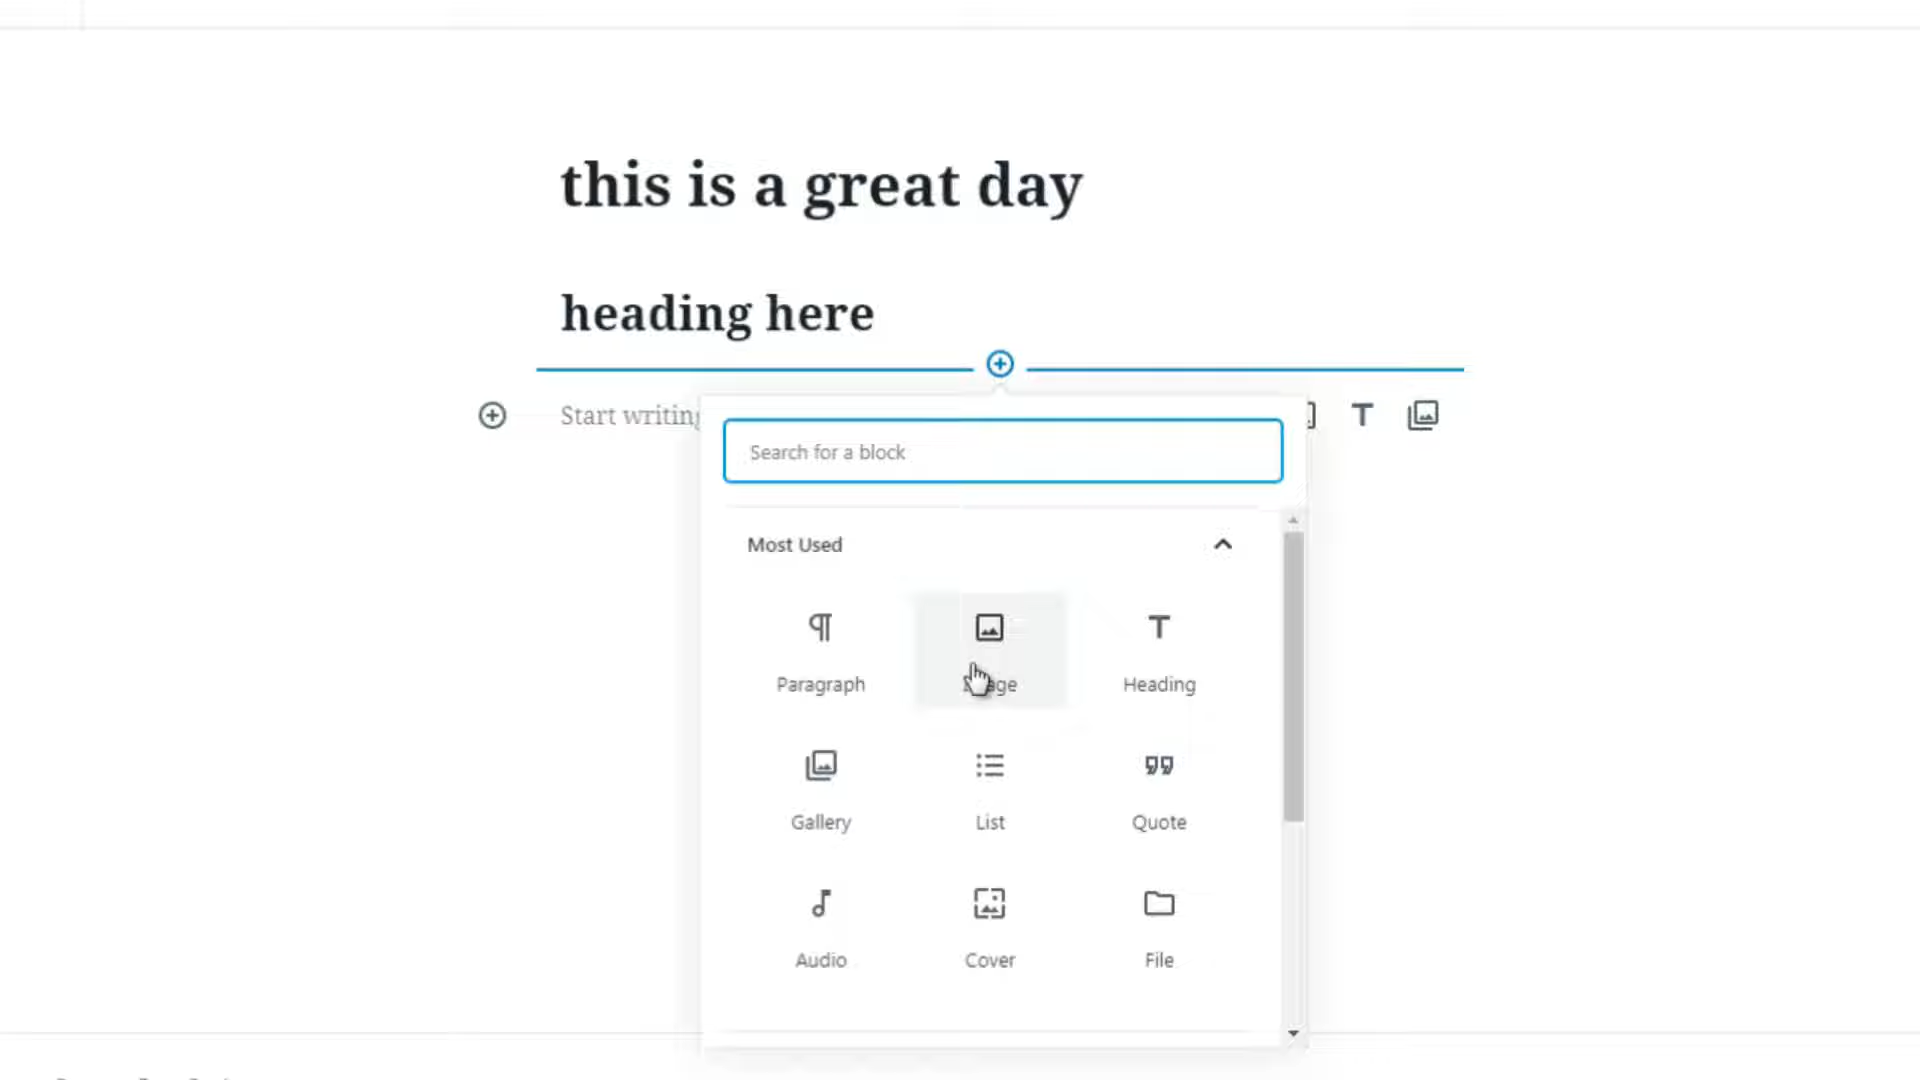 this is a great day
heading here
Start writing
Search for a block
Most Used
Paragraph
Heading
Gallery
List
Quote
Audio
Cover
File